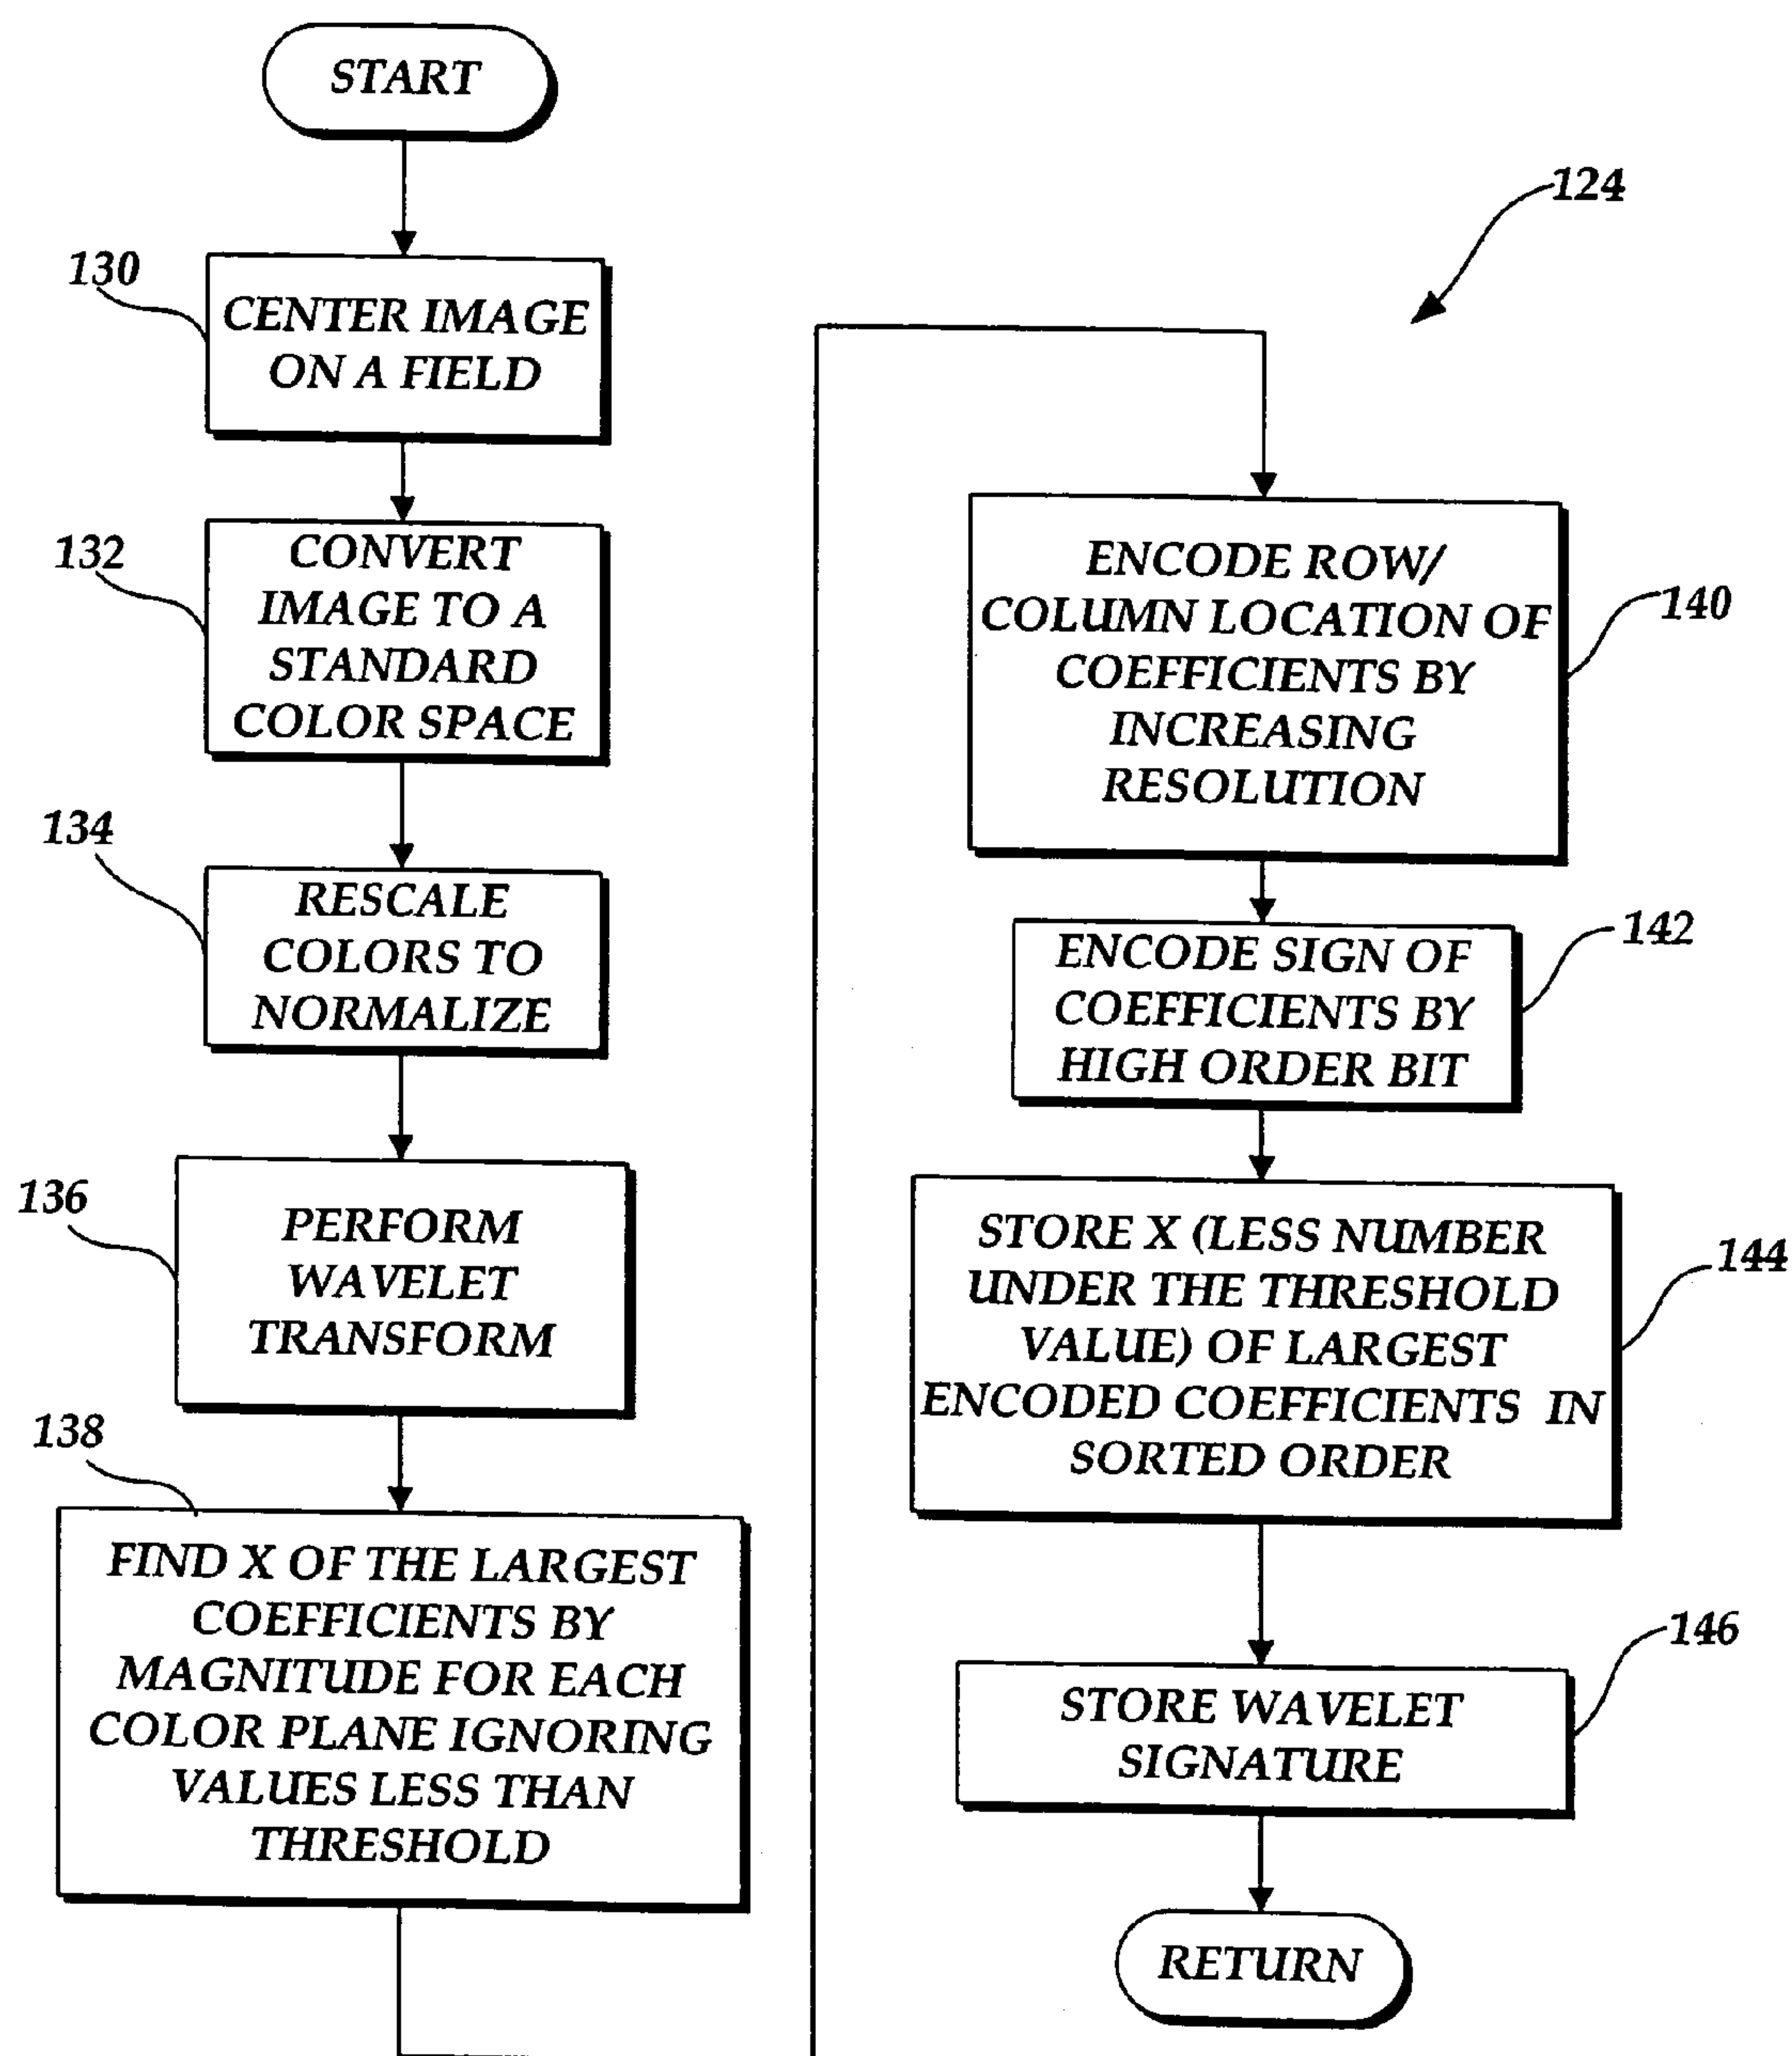 START
130
CENTER IMAGE
ON A FIELD
132
CONVERT
IMAGE TO A
STANDARD
COLOR SPACE
134
RESCALE
COLORS TO
NORMALIZE
136
PERFORM
WAVELET
TRANSFORM
138
FIND X OF THE LARGEST
COEFFICIENTS BY
MAGNITUDE FOR EACH
COLOR PLANE IGNORING
VALUES LESS THAN
THRESHOLD
124
ENCODE ROW/
COLUMN LOCATION OF
COEFFICIENTS BY
INCREASING
RESOLUTION
140
ENCODE SIGN OF
COEFFICIENTS BY
HIGH ORDER BIT
142
STORE X (LESS NUMBER
UNDER THE THRESHOLD
VALUE) OF LARGEST
ENCODED COEFFICIENTS IN
SORTED ORDER
144
STORE WAVELET
SIGNATURE
146
RETURN